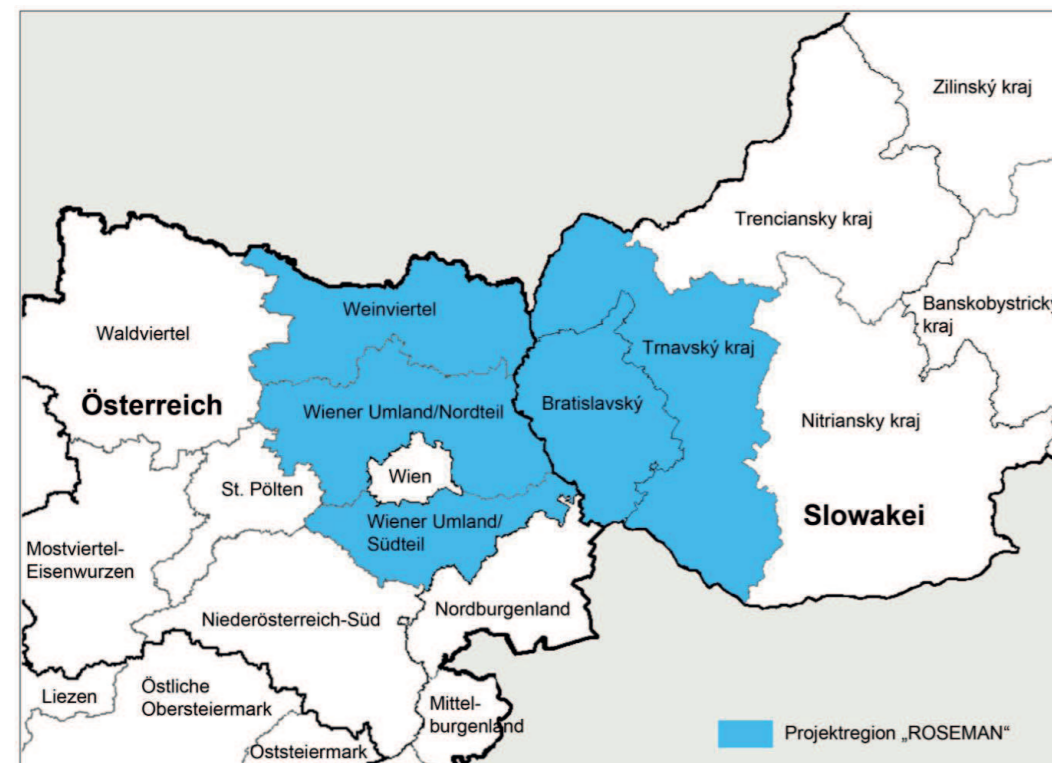 Zilinský kraj
Trenciansky kraj
Weinviertel
Waldviertel
Banskobystrický
kraj
Trnavský kraj
Österreich
Bratislavský
Wiener Umland/Nordteil
Nitriansky kraj
Wien
St. Pölten
Slowakei
Wiener Umland/
Südteil
Mostviertel-
Eisenwurzen
Nordburgenland
Niederösterreich-Süd
Liezen
Östliche
Obersteiermark
Mittel-
burgenland
Oststeiermark
Projektregion „ROSEMAN“